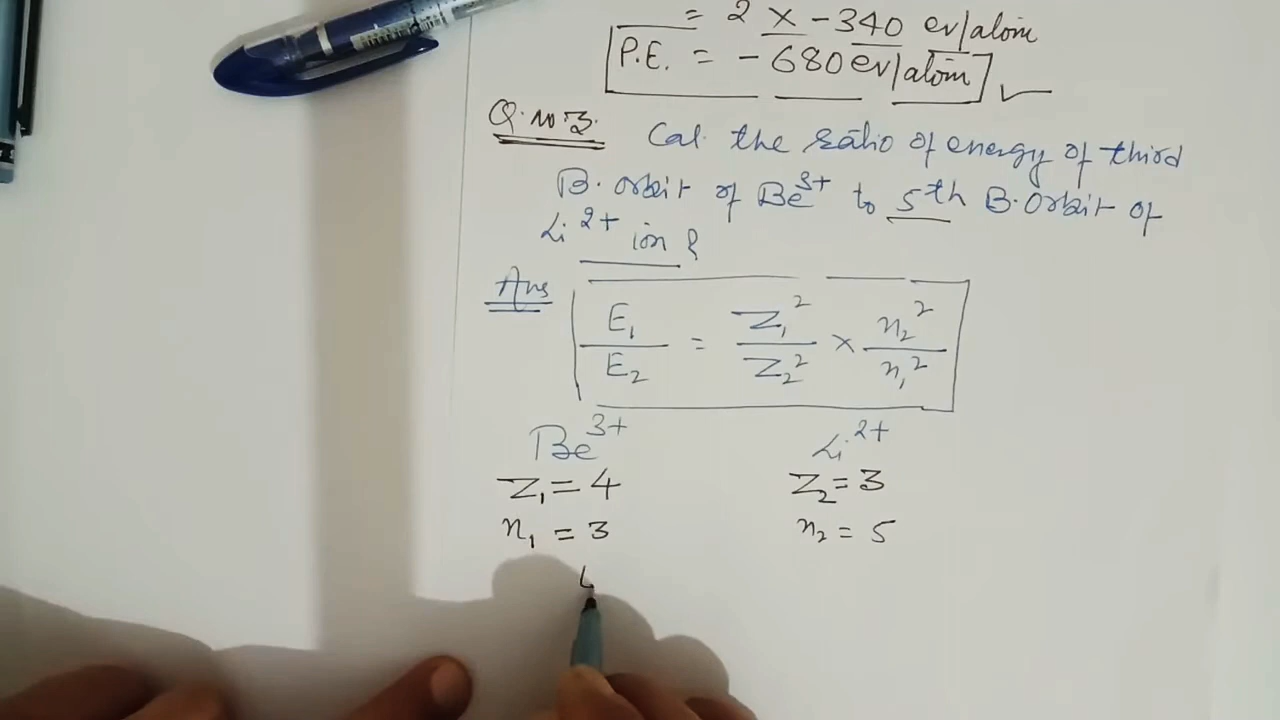 = 2 x -340 ev/atom
P.E. = - 680 ev/atom
Q.no 3. Cal. the ratio of energy of third
B. orbit of Be³⁺ to 5th B. Orbit of
Li²⁺ ion ?
Ans E₁/E₂ = Z₁²/Z₂² × n₂²/n₁²
Be³⁺ Li²⁺
Z₁ = 4 Z₂ = 3
n₁ = 3 n₂ = 5